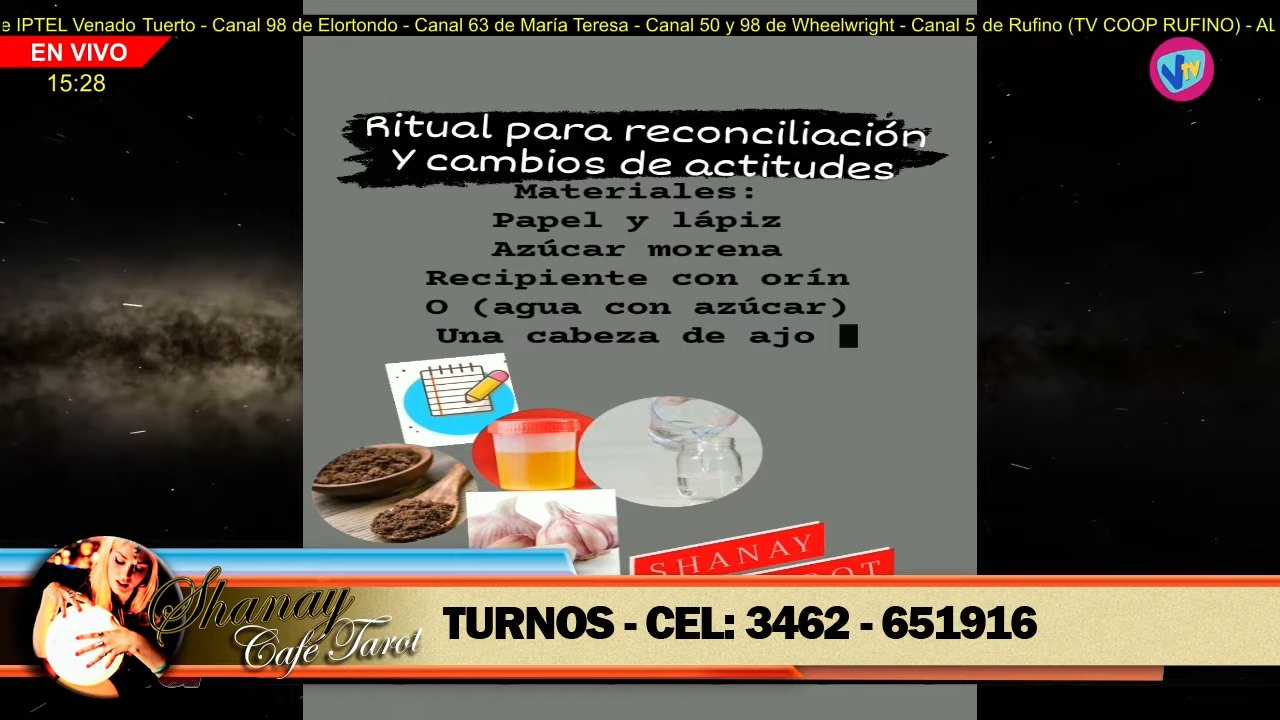 e IPTEL Venado Tuerto - Canal 98 de Elortondo - Canal 63 de María Teresa - Canal 50 y 98 de Wheelwright - Canal 5 de Rufino (TV COOP RUFINO) - AL
EN VIVO
15:28
VTV
Ritual para reconciliación
Y cambios de actitudes
Materiales:
Papel y lápiz
Azúcar morena
Recipiente con orín
O (agua con azúcar)
Una cabeza de ajo
SHANAY
Shanay
Cafe Tarot
TURNOS - CEL: 3462 - 651916